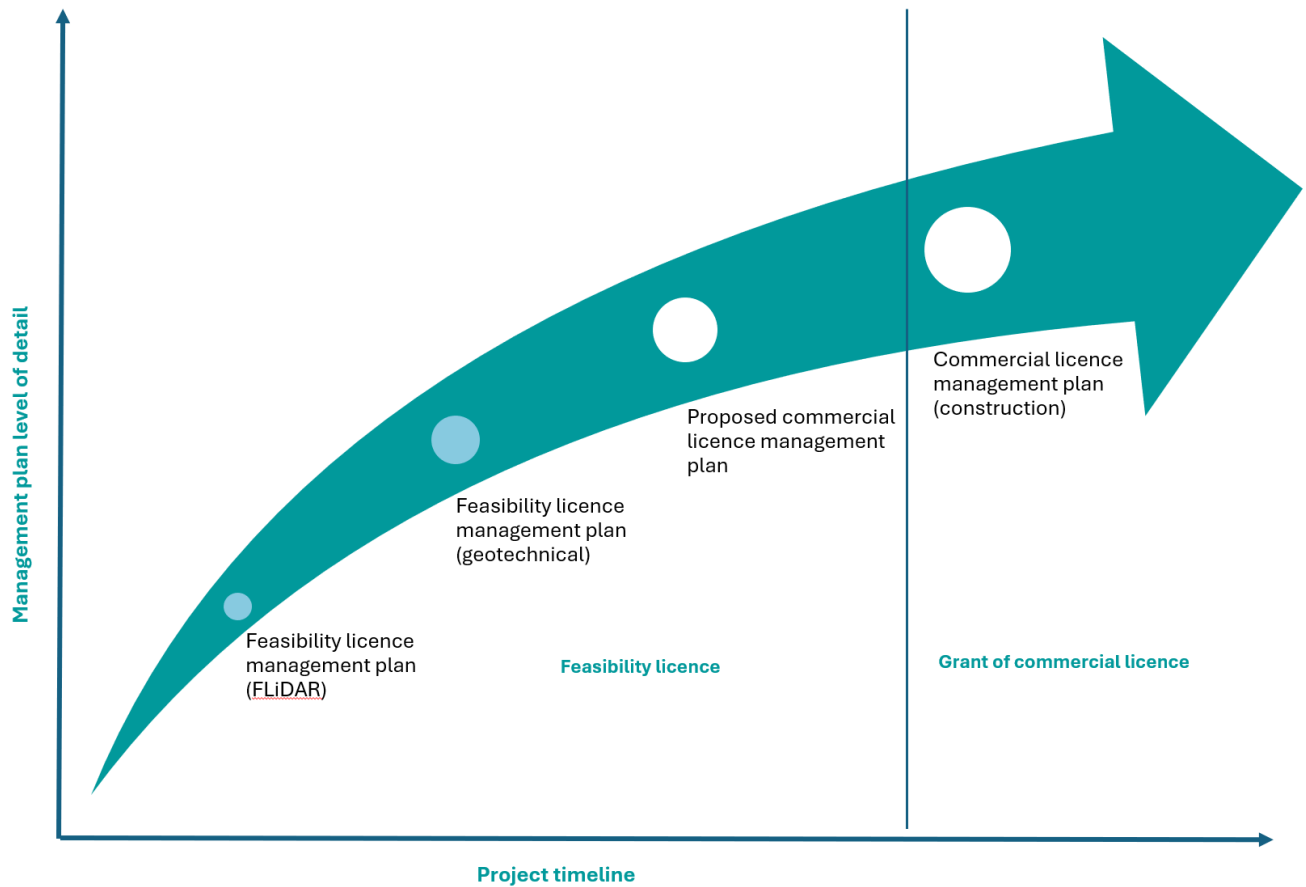 Management plan level of detail
Commercial licence
management plan
(construction)
Proposed commercial
licence management
plan
Feasibility licence
management plan
(geotechnical)
Feasibility licence
management plan
(FLiDAR)
Feasibility licence
Grant of commercial licence
Project timeline